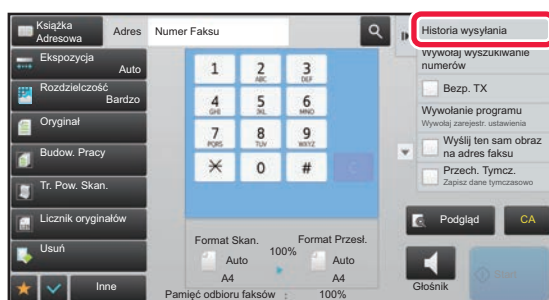 Książka
Adresowa
Adres
Numer Faksu
Ekspozycja
Auto
Rozdzielczość
Bardzo
Oryginał
Budow. Pracy
Tr. Pow. Skan.
Licznik oryginałów
Usuń
Inne
1
2
ABC
3
DEF
4
GHI
5
JKL
6
MNO
7
PQRS
8
TUV
9
WXYZ
0
#
C
Format Skan.
100%
Format Przesł.
Auto
A4
Auto
A4
Pamięć odbioru faksów : 100%
Historia wysyłania
Wywołaj wyszukiwanie
numerów
Bezp. TX
Wywołanie programu
Wywołaj zarejestr. ustawienia
Wyślij ten sam obraz
na adres faksu
Przech. Tymcz.
Zapisz dane tymczasowo
Podgląd
CA
Głośnik
Start